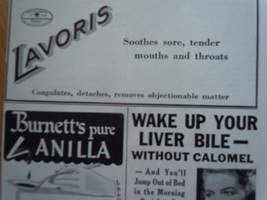 LAVORIS
Soothes sore, tender
mouths and throats
Coagulates, detaches, removes objectionable matter
Burnett's pure
VANILLA
WAKE UP YOUR
LIVER BILE—
WITHOUT CALOMEL
— And You'll
Jump Out of Bed
in the Morning